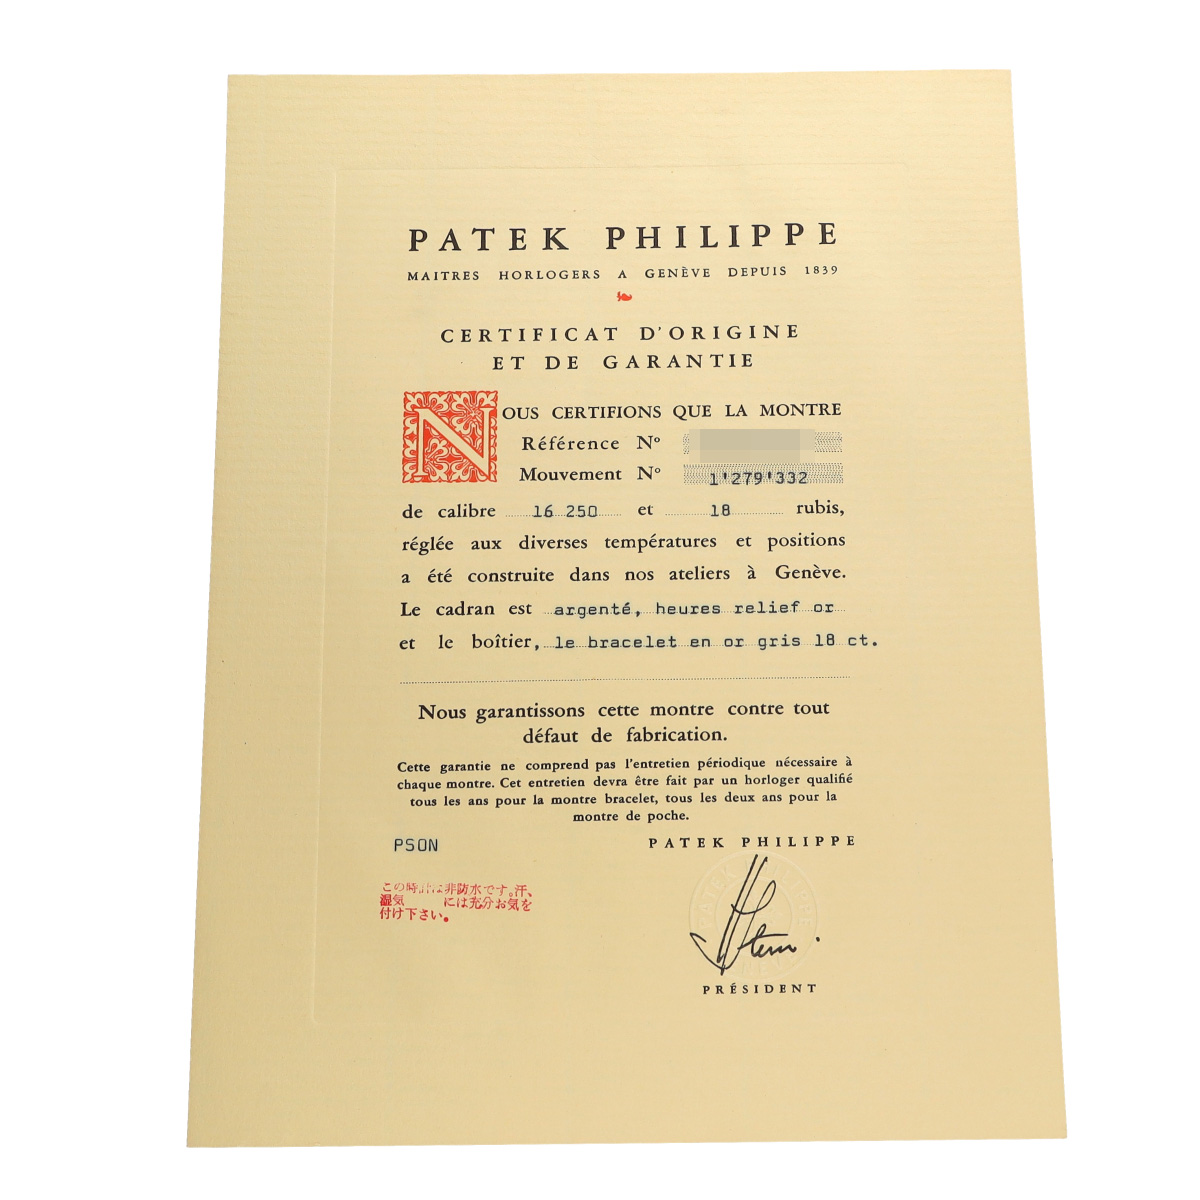 PATEK PHILIPPE
MAITRES HORLOGERS A GENÈVE DEPUIS 1839
CERTIFICAT D'ORIGINE
ET DE GARANTIE
NOUS CERTIFIONS QUE LA MONTRE
Référence Nº
Mouvement Nº 1'279'332
de calibre 16 250 et 18 rubis,
réglée aux diverses températures et positions
a été construite dans nos ateliers à Genève.
Le cadran est argenté, heures relief or
et le boîtier, le bracelet en or gris 18 ct.
Nous garantissons cette montre contre tout
défaut de fabrication.
Cette garantie ne comprend pas l'entretien périodique nécessaire à
chaque montre. Cet entretien devra être fait par un horloger qualifié
tous les ans pour la montre bracelet, tous les deux ans pour la
montre de poche.
PSON
PATEK PHILIPPE
この時計は非防水です。汗、
湿気 には充分お気を
付け下さい。
PATEK PHILIPPE
Stern
PRÉSIDENT